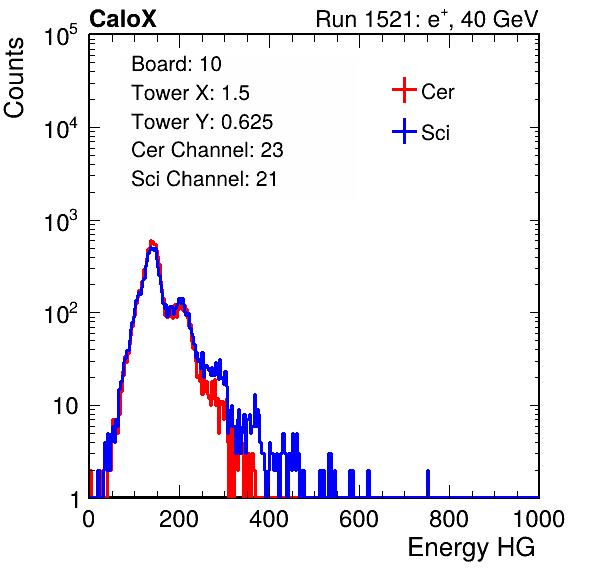 CaloX Run 1521: e⁺, 40 GeV
Counts
10⁵
10⁴
10³
10²
10
1
Board: 10
Tower X: 1.5
Tower Y: 0.625
Cer Channel: 23
Sci Channel: 21
Cer
Sci
0 200 400 600 800 1000
Energy HG